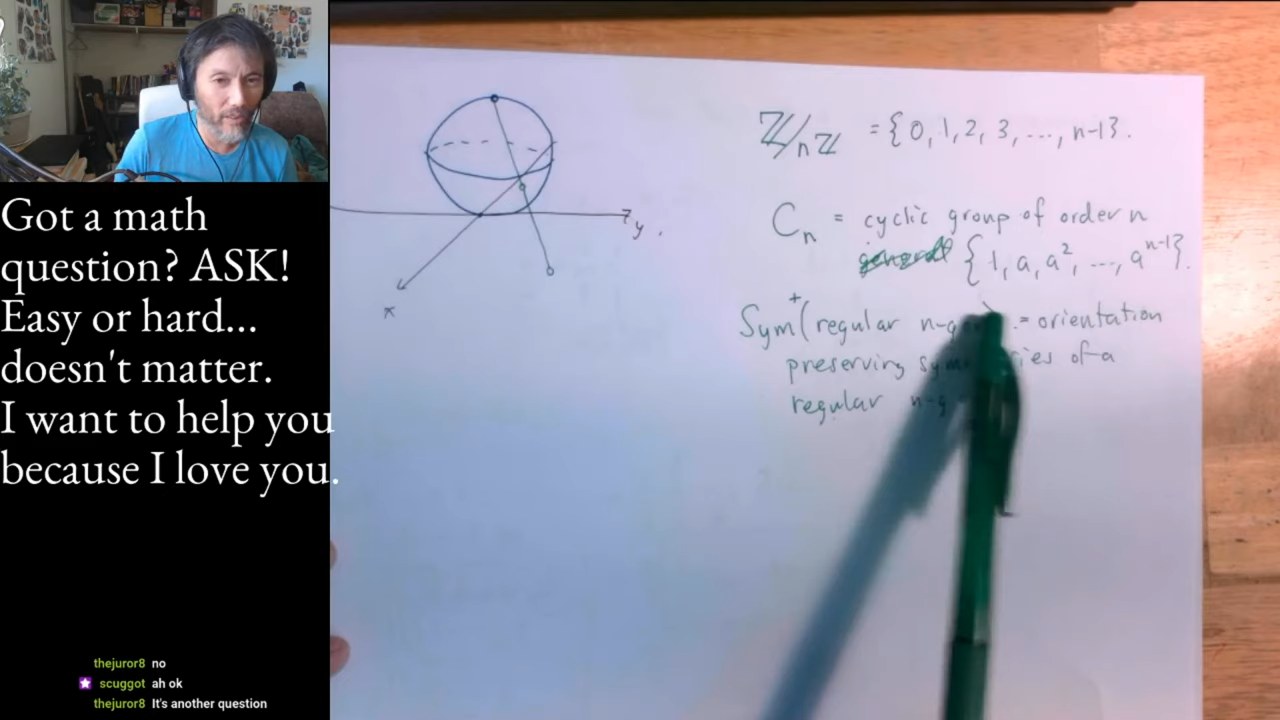 Got a math
question? ASK!
Easy or hard...
doesn't matter.
I want to help you
because I love you.
thejuror8 no
scuggot ah ok
thejuror8 It's another question
y.
x
ℤ/nℤ = {0, 1, 2, 3, ..., n-1}.
Cn = cyclic group of order n
{1, a, a², ..., aⁿ⁻¹}.
Sym⁺(regular = orientation
preserving of a
regular